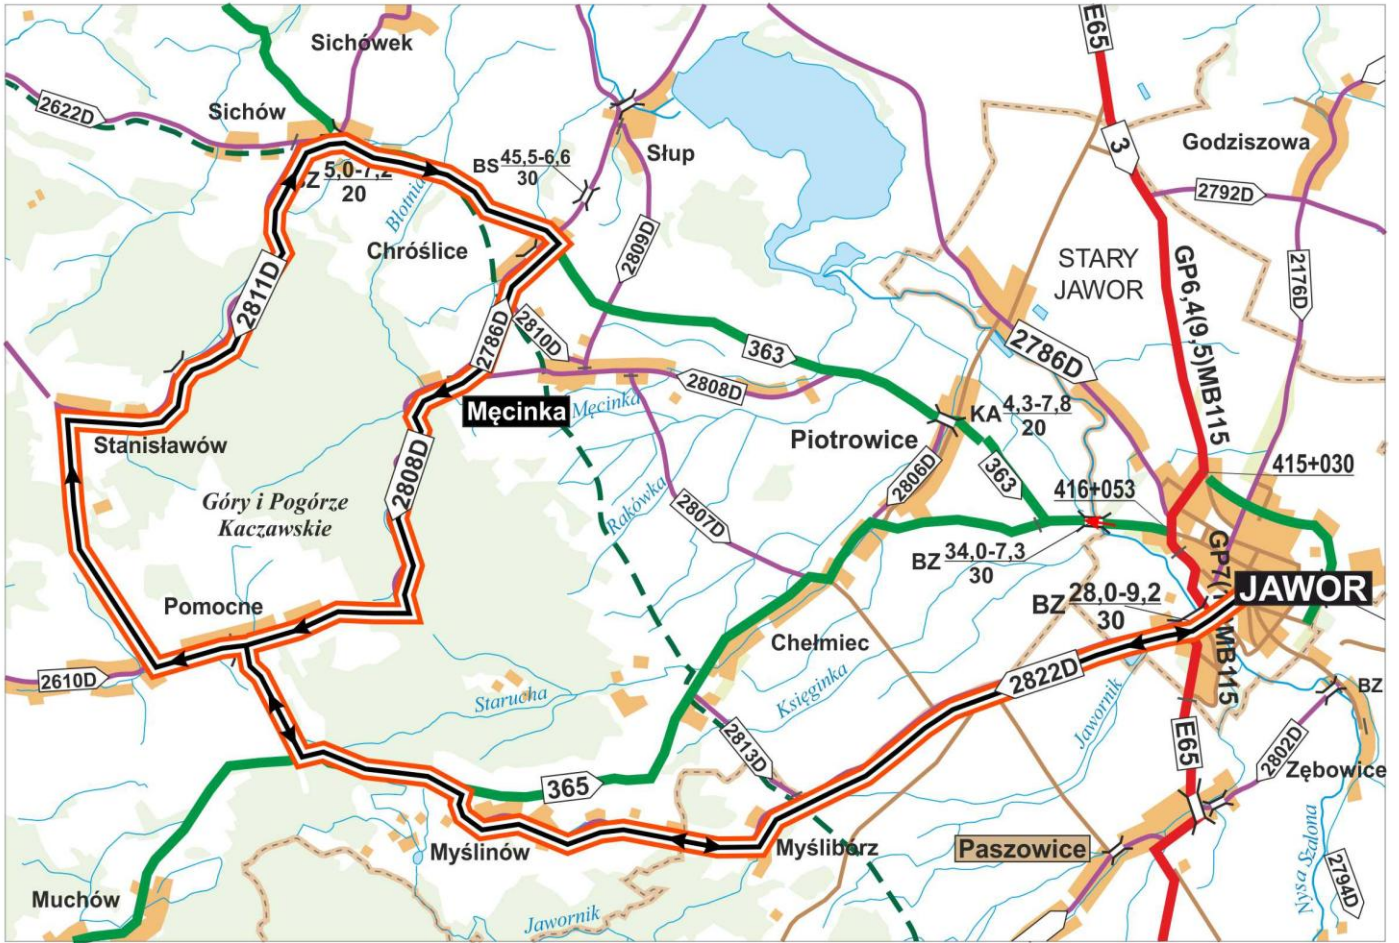 Sichówek
E65
2622D
Sichów
3
Godziszowa
Słup
BS 45,5-6,6
30
BZ 5,0-7,2
20
Błotnia
2792D
Chróślice
2809D
STARY
JAWOR
GP6,4(9,5)MB115
2176D
2811D
2786D
2810D
363
2786D
2808D
Męcinka
Męcinka
KA 4,3-7,8
20
Piotrowice
Stanisławów
2808D
2806D
363
415+030
416+053
Góry i Pogórze
Kaczawskie
Rakówka
2807D
BZ 34,0-7,3
30
GP7(
MB115
JAWOR
BZ 28,0-9,2
30
Pomocne
Chełmiec
2610D
Starucha
Księginka
2822D
Jawornik
BZ
2813D
E65
2802D
Zębowice
365
Myślinów
Myślibórz
Paszowice
Muchów
Jawornik
Nysa Szalona
2794D